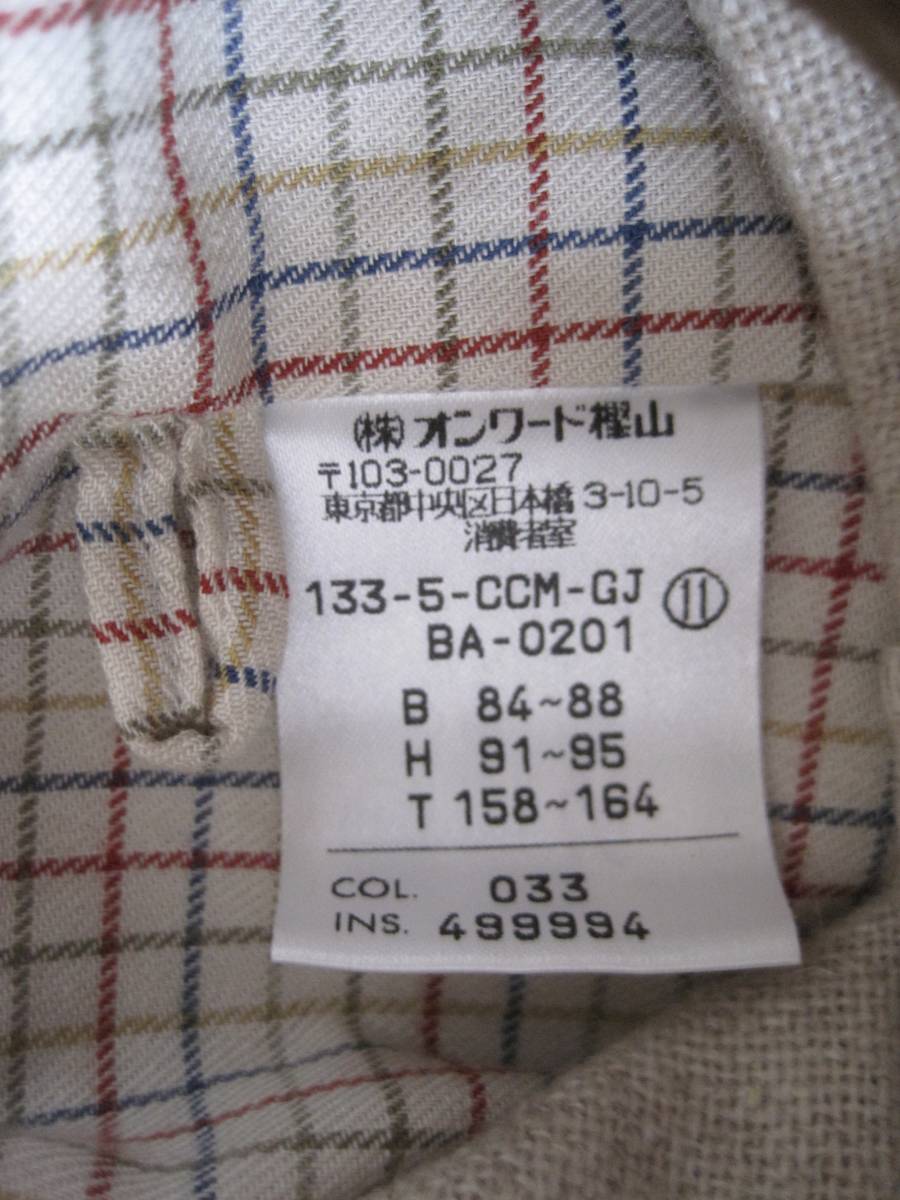 (株)オンワード樫山
〒103-0027
東京都中央区日本橋3-10-5
消費者室
133-5-CCM-GJ ⑪
BA-0201
B 84~88
H 91~95
T 158~164
COL. 033
INS. 499994